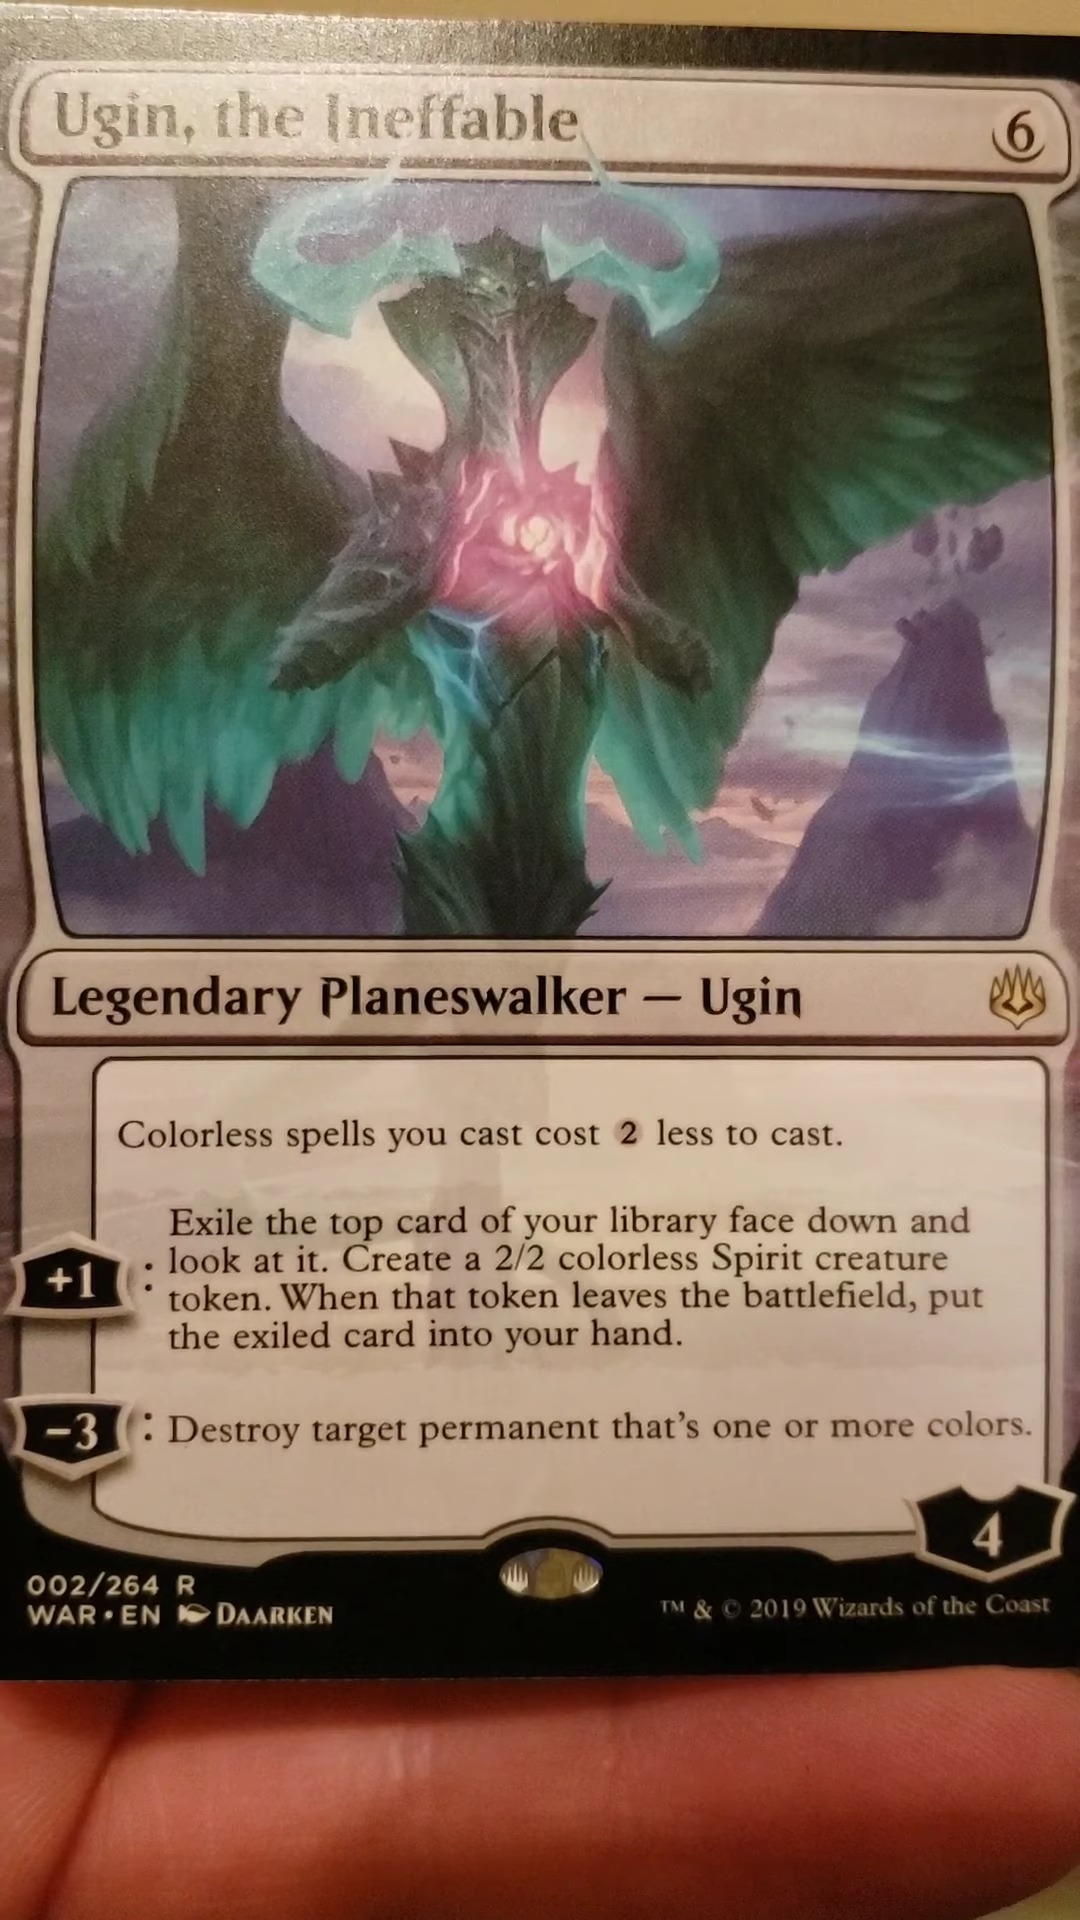 Ugin, the Ineffable 6
Legendary Planeswalker — Ugin
Colorless spells you cast cost 2 less to cast.
+1: Exile the top card of your library face down and
look at it. Create a 2/2 colorless Spirit creature
token. When that token leaves the battlefield, put
the exiled card into your hand.
−3: Destroy target permanent that's one or more colors.
4
002/264 R
WAR • EN DAARKEN
™ & © 2019 Wizards of the Coast